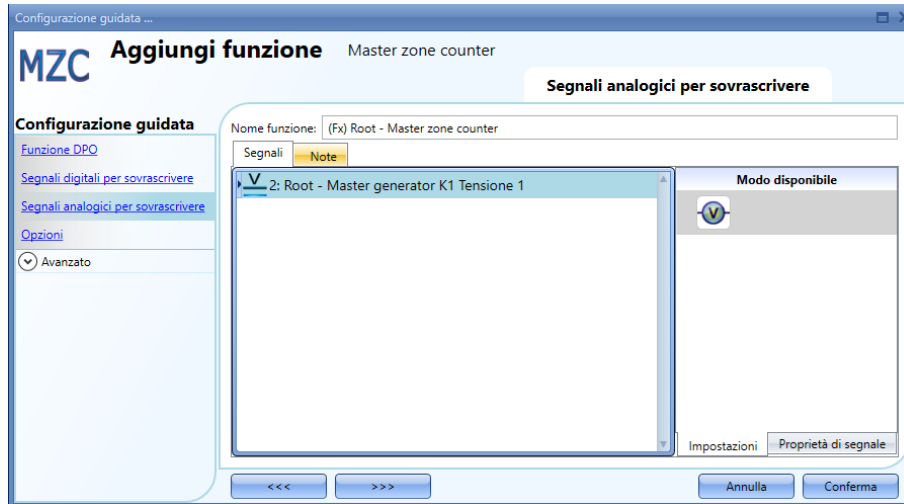 Configurazione guidata ...
MZC Aggiungi funzione Master zone counter
Segnali analogici per sovrascrivere
Configurazione guidata
Nome funzione: (Fx) Root - Master zone counter
Funzione DPO
Segnali Note
Segnali digitali per sovrascrivere
V 2: Root - Master generator K1 Tensione 1
Modo disponibile
Segnali analogici per sovrascrivere
V
Opzioni
Avanzato
Impostazioni Proprietà di segnale
<<< >>> Annulla Conferma